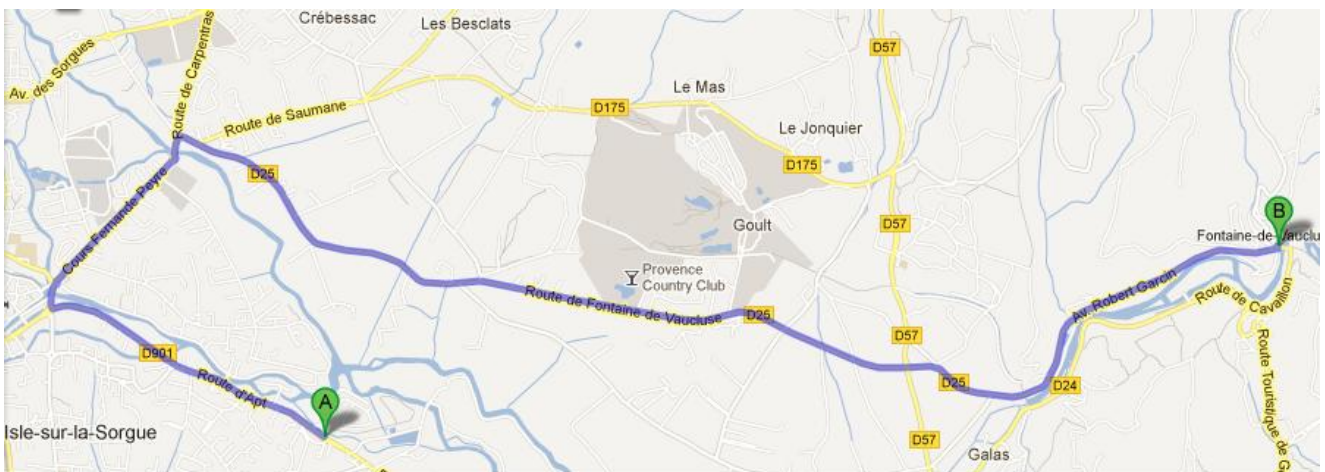 Crébessac
Les Besclats
D57
Route de Carpentras
Av. des Sorgues
Le Mas
D175
Route de Saumane
Le Jonquier
D175
D25
Cours Fernande Peyre
B
Goult
D57
Fontaine-de-Vauclu
Provence
Country Club
Av. Robert Garcin
Route de Cavaillon
Route de Fontaine de Vaucluse
D25
D57
D901
Route d'Apt
D25
D24
A
Route Touristique de G
Isle-sur-la-Sorgue
D57
Galas